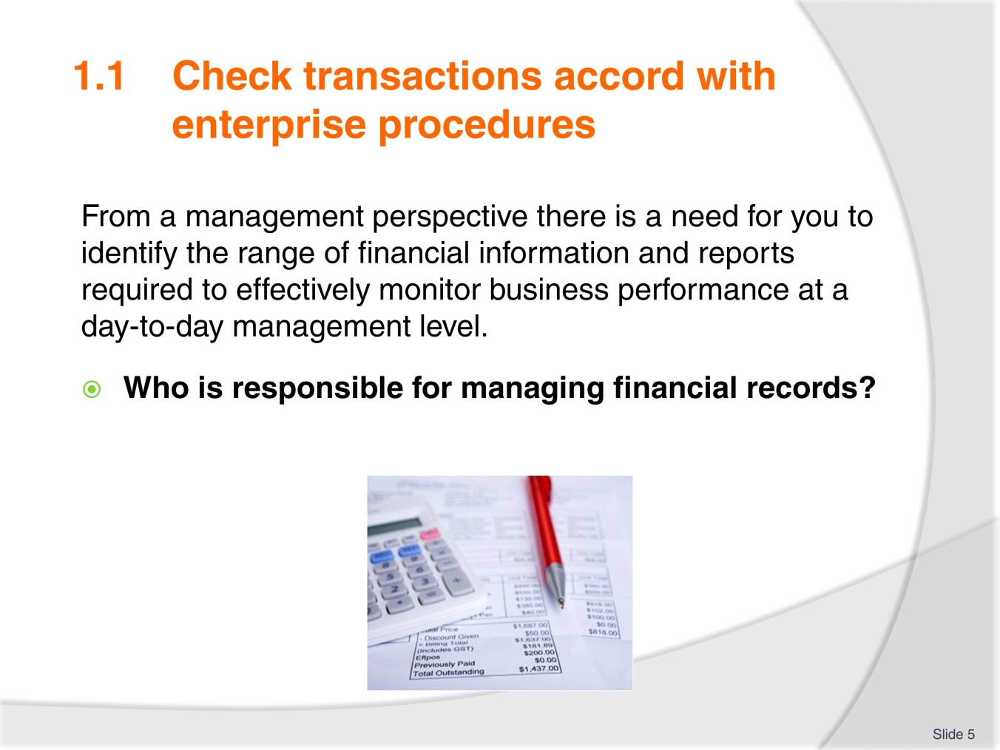 1.1 Check transactions accord with
enterprise procedures
From a management perspective there is a need for you to
identify the range of financial information and reports
required to effectively monitor business performance at a
day-to-day management level.
Who is responsible for managing financial records?
Total Price $1,687.00
- Discount Given $50.00
= Billing Total $1,637.00
(Includes GST) $181.89
Eftpos $200.00
Previously Paid $0.00
Total Outstanding $1,437.00
$102.00
$100.00
$0.00
$818.00
Slide 5